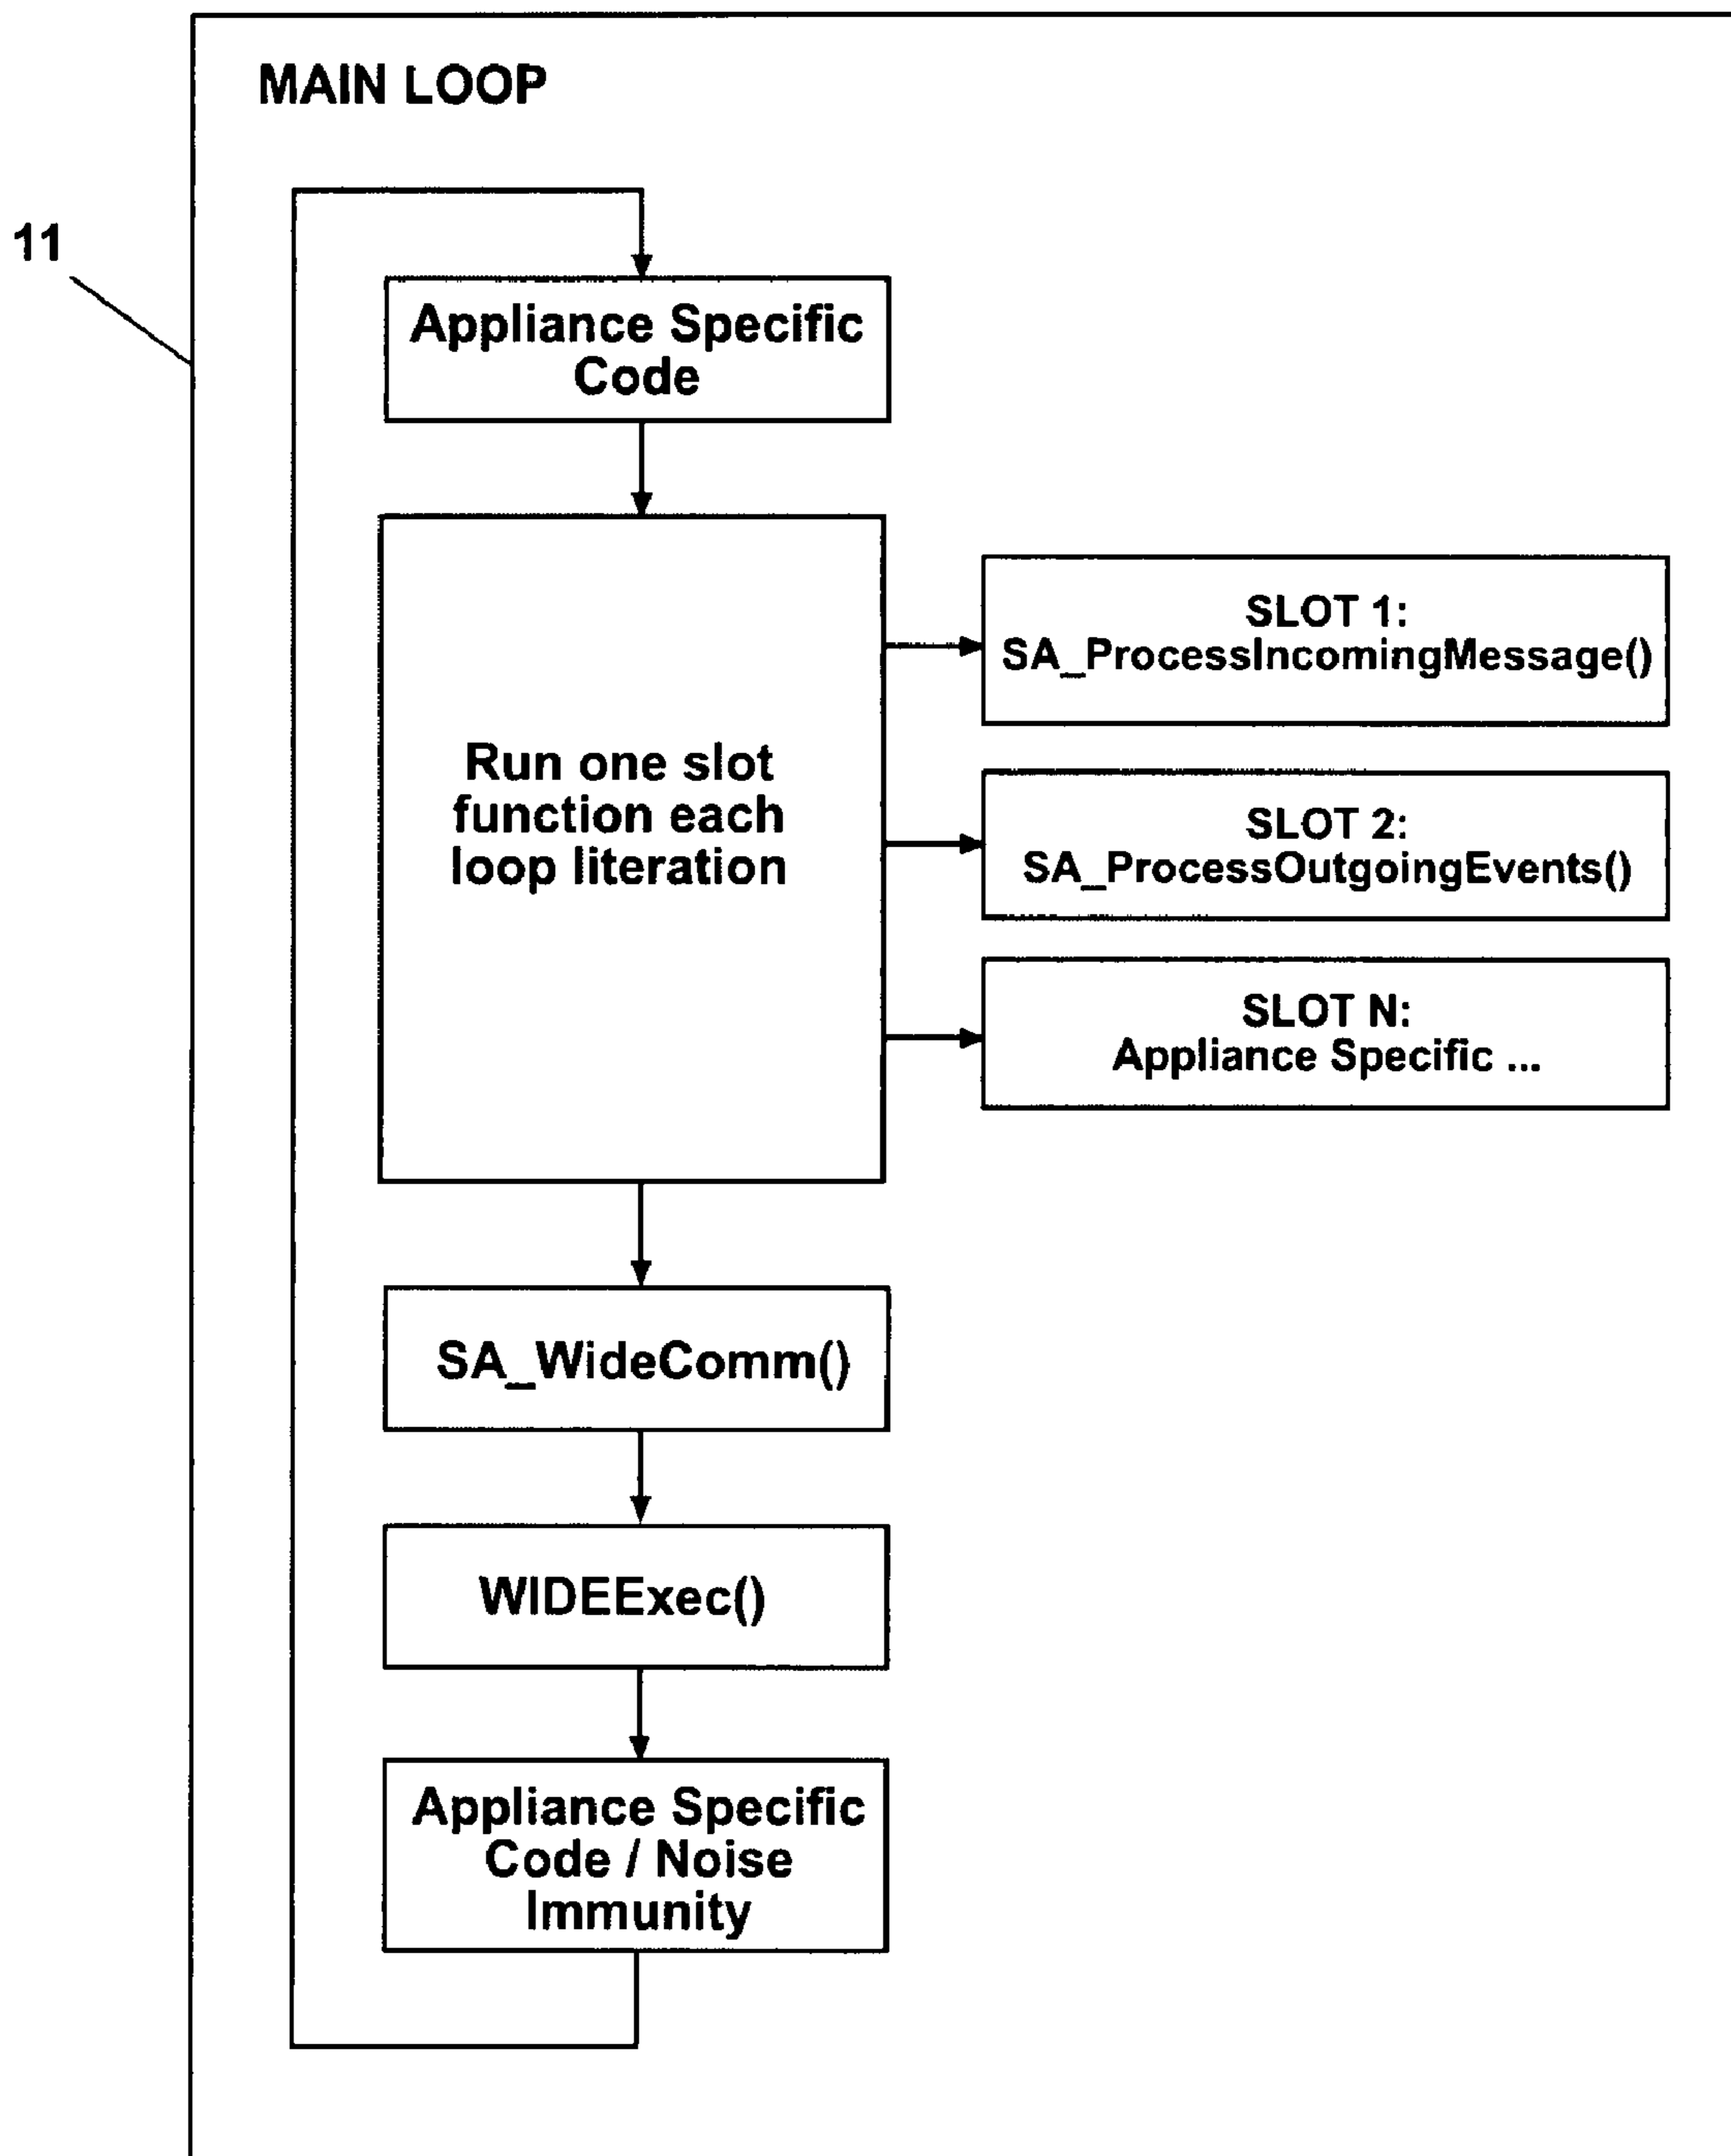 MAIN LOOP
11
Appliance Specific
Code
Run one slot
function each
loop literation
SLOT 1:
SA_ProcessIncomingMessage()
SLOT 2:
SA_ProcessOutgoingEvents()
SLOT N:
Appliance Specific ...
SA_WideComm()
WIDEExec()
Appliance Specific
Code / Noise
Immunity